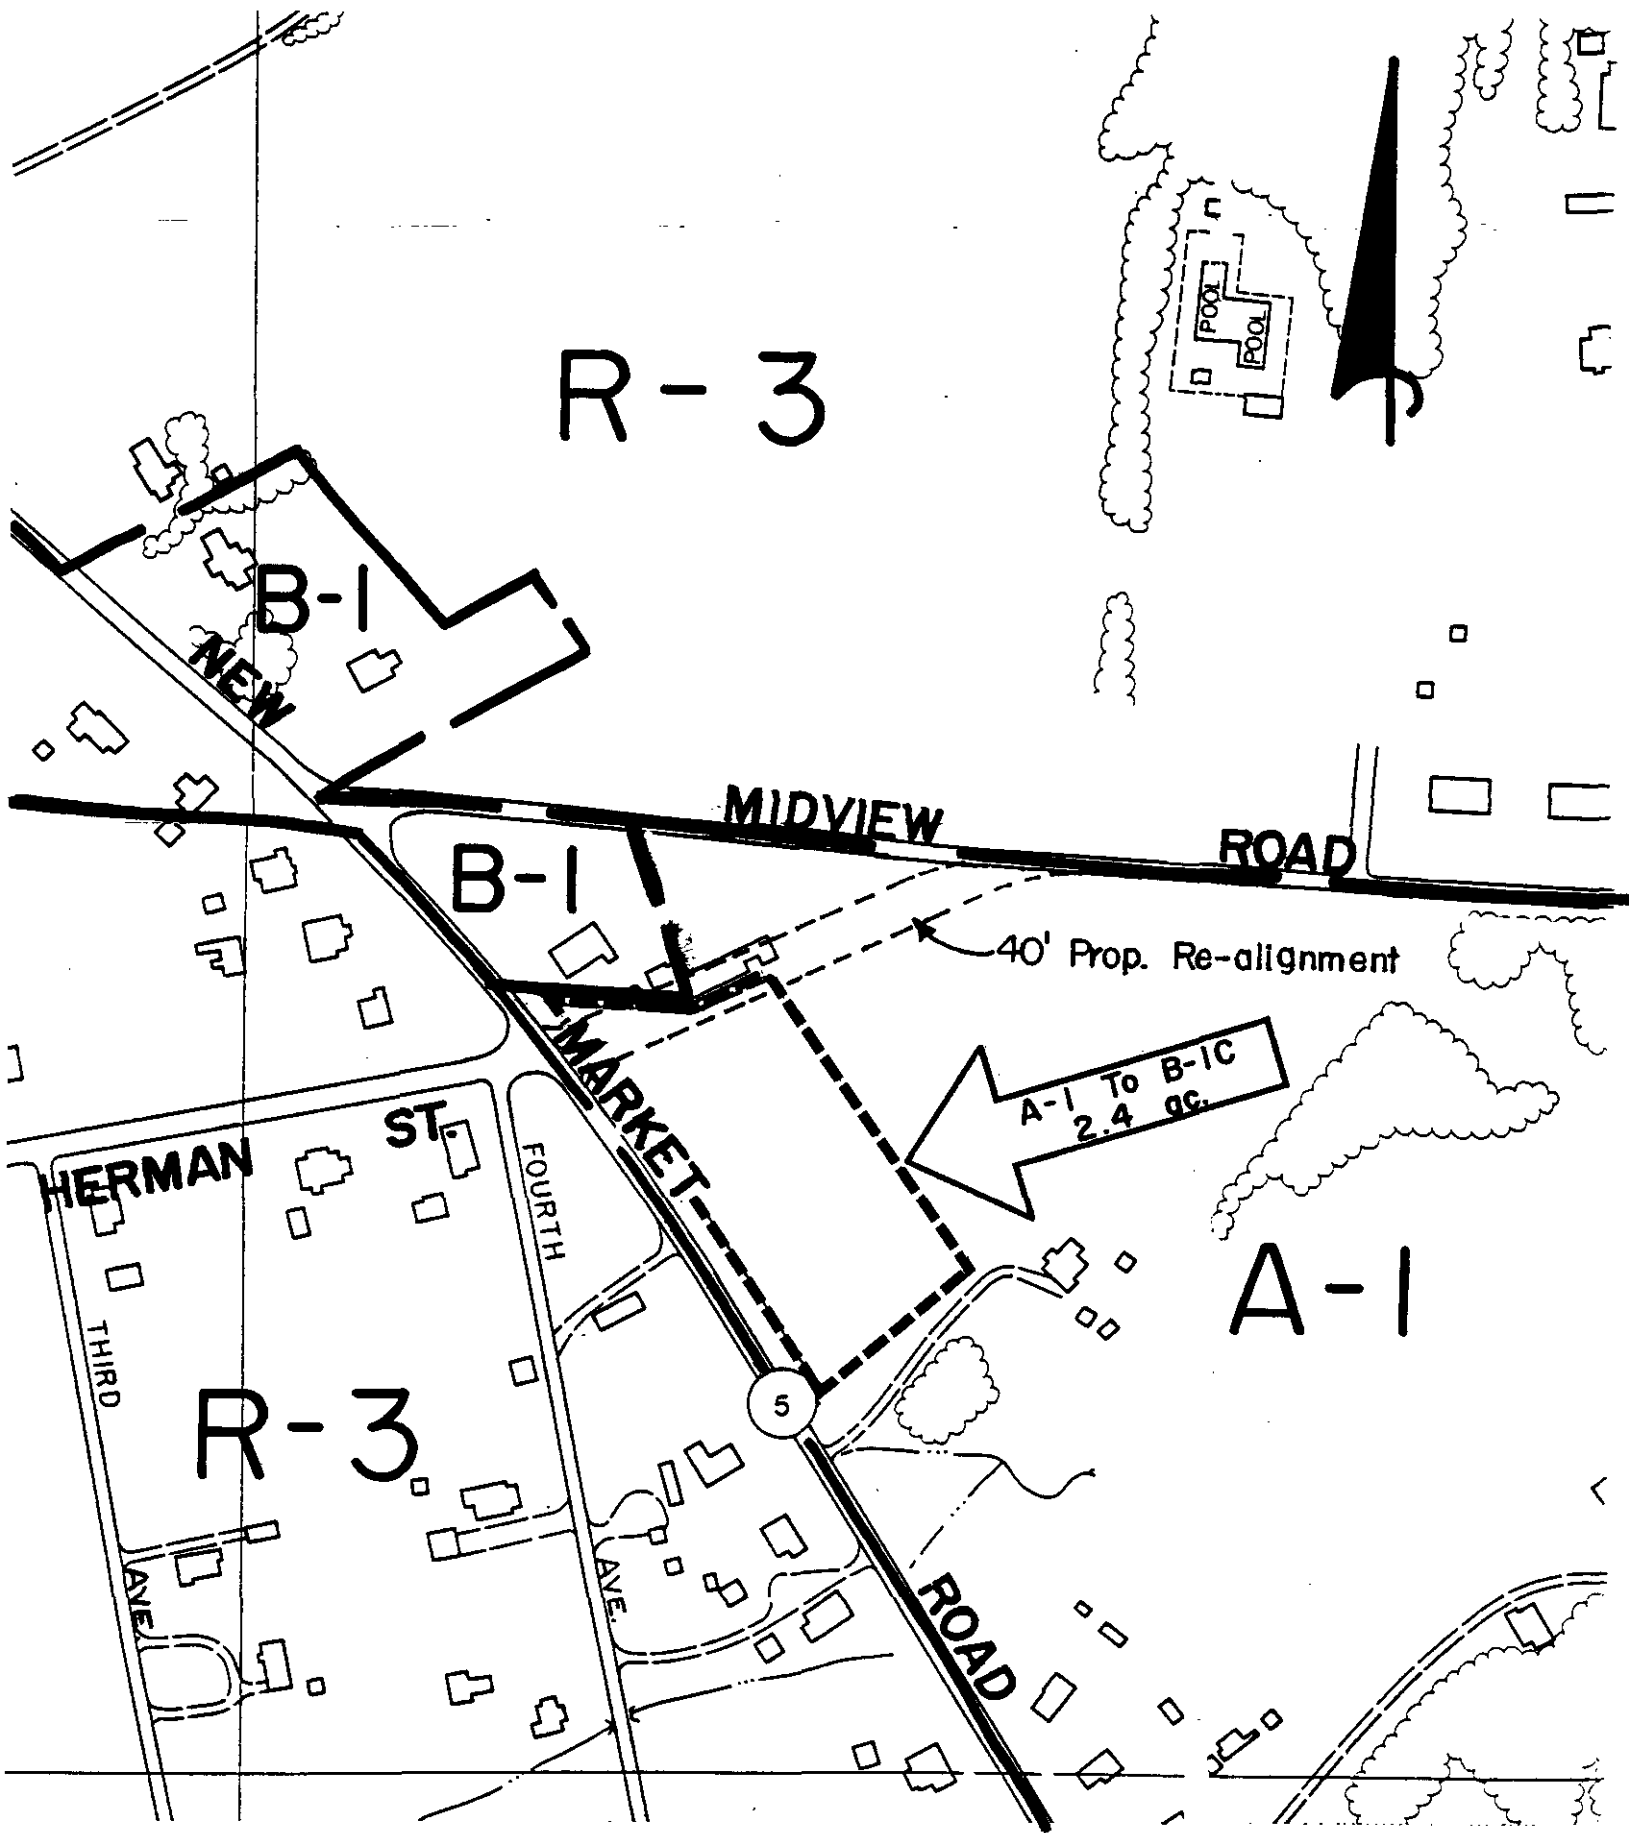 R-3
POOL
POOL
B-1
NEW
MIDVIEW
ROAD
B-1
40' Prop. Re-alignment
MARKET
A-1 To B-1C
2.4 ac.
HERMAN ST.
FOURTH
THIRD
A-1
R-3
5
AVE.
AVE.
ROAD